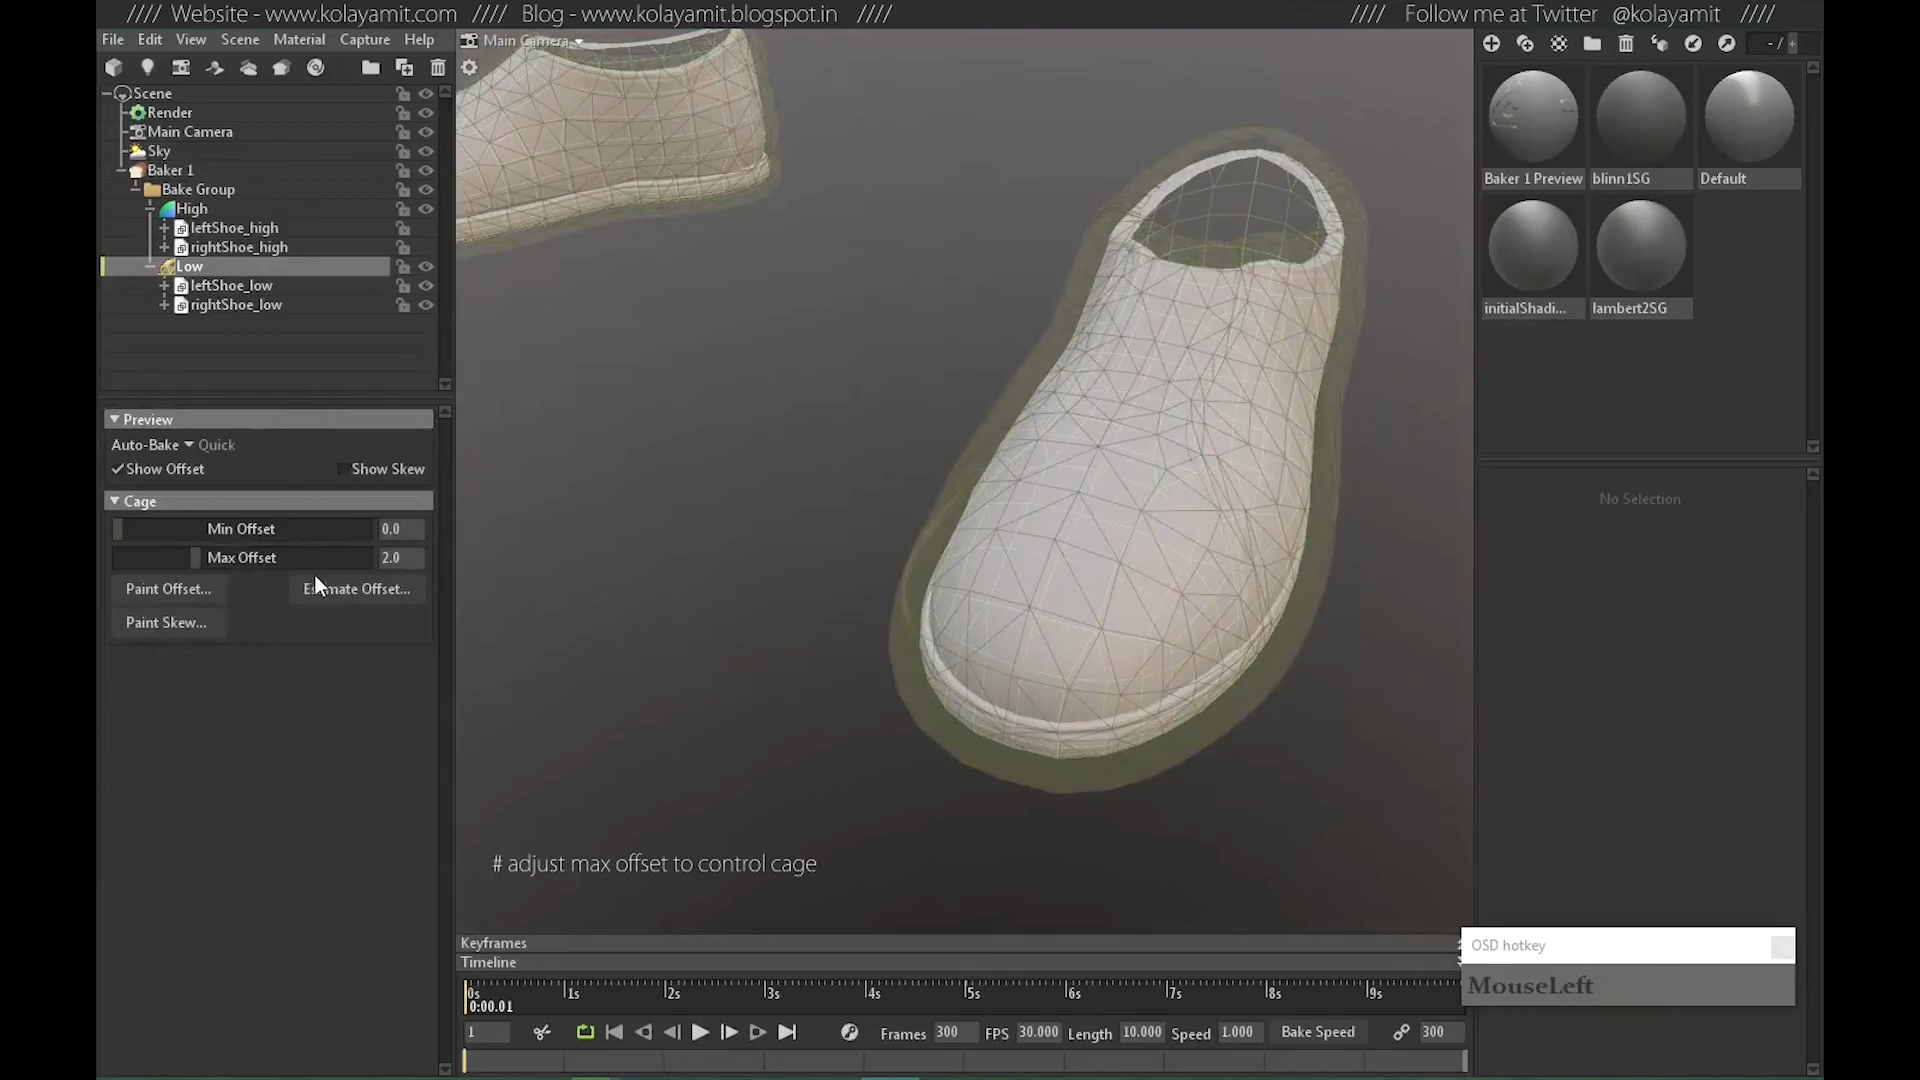 //// Website - www.kolayamit.com //// Blog - www.kolayamit.blogspot.in ////
//// Follow me at Twitter @kolayamit ////
File Edit View Scene Material Capture Help
Main Camera
- / +
Scene
Render
Main Camera
Sky
Baker 1
Bake Group
High
leftShoe_high
rightShoe_high
Low
leftShoe_low
rightShoe_low
Baker 1 Preview
blinn1SG
Default
initialShadi...
lambert2SG
Preview
Auto-Bake Quick
Show Offset
Show Skew
Cage
Min Offset 0.0
Max Offset 2.0
Paint Offset...
Estimate Offset...
Paint Skew...
No Selection
# adjust max offset to control cage
Keyframes
Timeline
0s 1s 2s 3s 4s 5s 6s 7s 8s 9s
0:00.01
1
Frames 300 FPS 30.000 Length 10.000 Speed 1.000 Bake Speed 300
OSD hotkey
MouseLeft